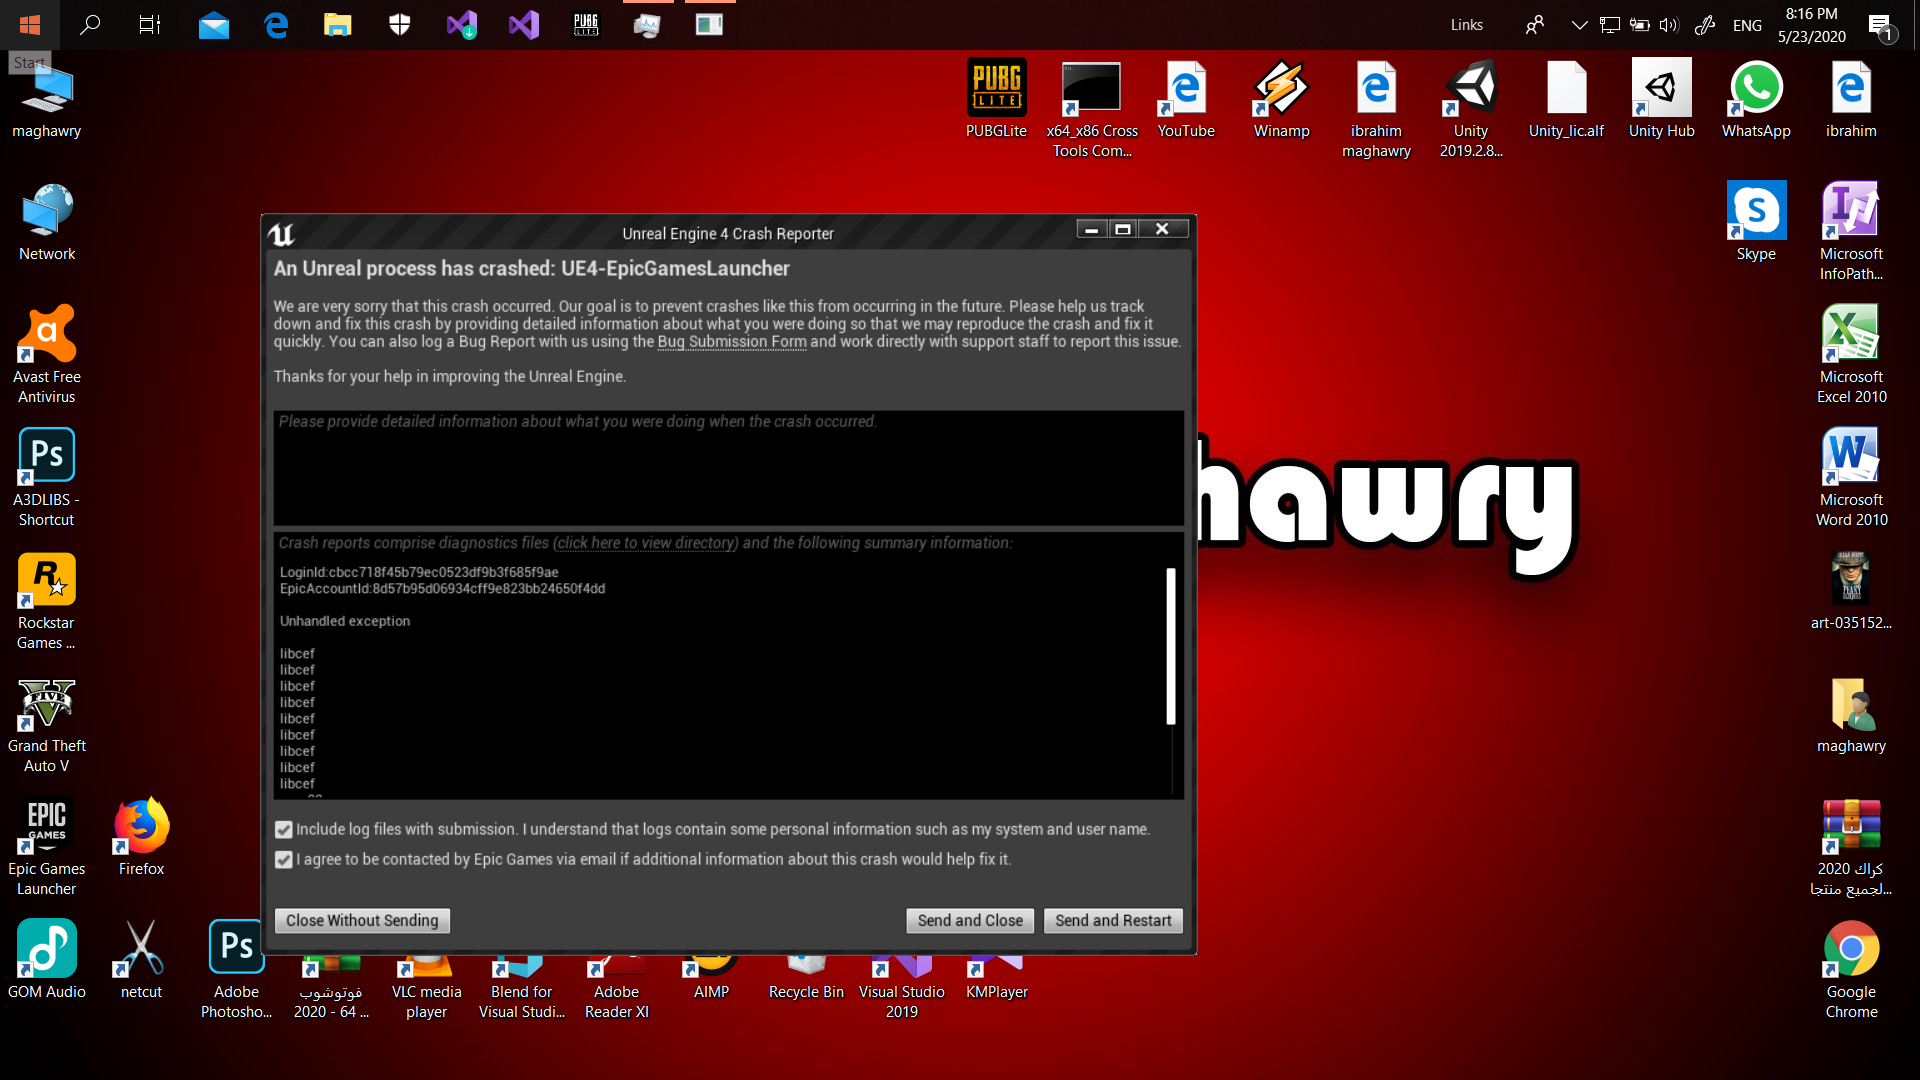 Links
ENG
8:16 PM
5/23/2020
1
PUBG
LITE
Start
maghawry
Network
Avast Free
Antivirus
Ps
A3DLIBS -
Shortcut
Rockstar
Games ...
FIVE
Grand Theft
Auto V
EPIC
GAMES
Epic Games
Launcher
Firefox
GOM Audio
netcut
Ps
Adobe
Photosho...
فوتوشوب
2020 - 64 ...
VLC media
player
Blend for
Visual Studi...
Adobe
Reader XI
AIMP
Recycle Bin
Visual Studio
2019
KMPlayer
PUBG
LITE
PUBGLite
x64_x86 Cross
Tools Com...
YouTube
Winamp
ibrahim
maghawry
Unity
2019.2.8...
Unity_lic.alf
Unity Hub
WhatsApp
ibrahim
Skype
Microsoft
InfoPath...
Microsoft
Excel 2010
Microsoft
Word 2010
art-035152...
maghawry
كراك 2020
لجميع منتجا...
Google
Chrome
hawry
Unreal Engine 4 Crash Reporter
An Unreal process has crashed: UE4-EpicGamesLauncher
We are very sorry that this crash occurred. Our goal is to prevent crashes like this from occurring in the future. Please help us track
down and fix this crash by providing detailed information about what you were doing so that we may reproduce the crash and fix it
quickly. You can also log a Bug Report with us using the Bug Submission Form and work directly with support staff to report this issue.
Thanks for your help in improving the Unreal Engine.
Please provide detailed information about what you were doing when the crash occurred.
Crash reports comprise diagnostics files (click here to view directory) and the following summary information:
LoginId:cbcc718f45b79ec0523df9b3f685f9ae
EpicAccountId:8d57b95d06934cff9e823bb24650f4dd
Unhandled exception
libcef
libcef
libcef
libcef
libcef
libcef
libcef
libcef
libcef
Include log files with submission. I understand that logs contain some personal information such as my system and user name.
I agree to be contacted by Epic Games via email if additional information about this crash would help fix it.
Close Without Sending
Send and Close
Send and Restart